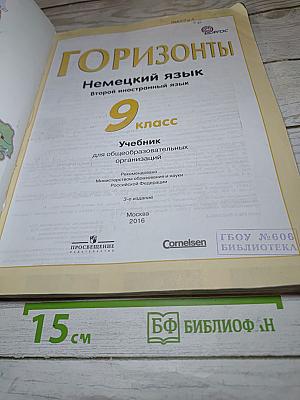 ФГОС
ГОРИЗОНТЫ
Немецкий язык
Второй иностранный язык
9 класс
Учебник
для общеобразовательных
организаций
Рекомендовано
Министерством образования и науки
Российской Федерации
3-е издание
Москва
2016
ПРОСВЕЩЕНИЕ
ИЗДАТЕЛЬСТВО
Cornelsen
ГБОУ №606
БИБЛИОТЕКА
15 см
БФ БИБЛИОФ